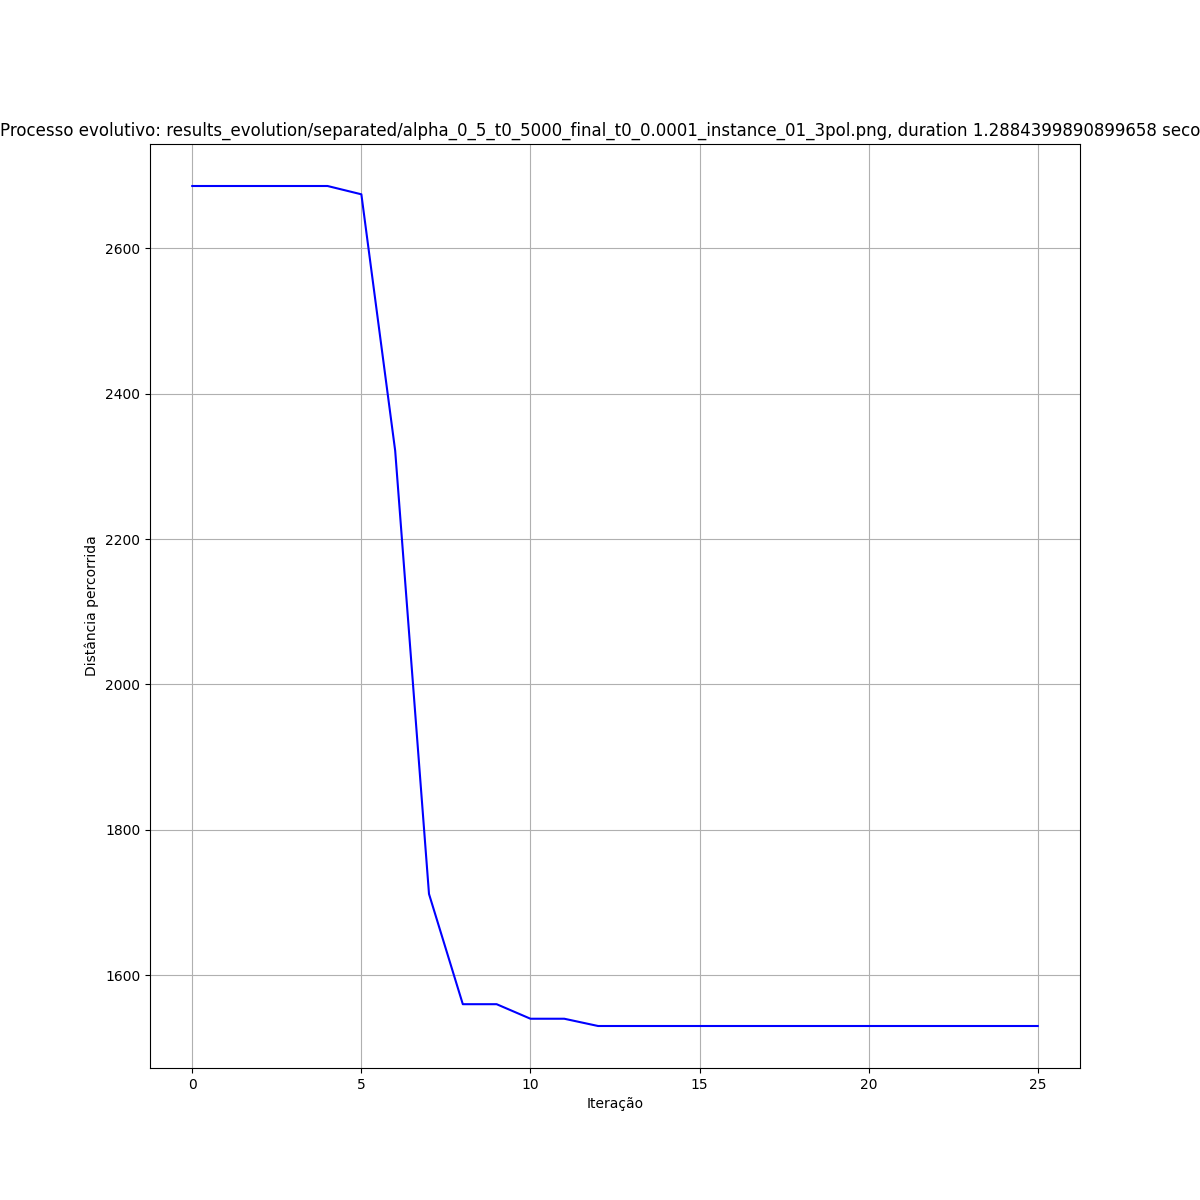 Processo evolutivo: results_evolution/separated/alpha_0_5_t0_5000_final_t0_0.0001_instance_01_3pol.png, duration 1.2884399890899658 seco
2600
2400
2200
2000
1800
1600
Distância percorrida
0 5 10 15 20 25
Iteração